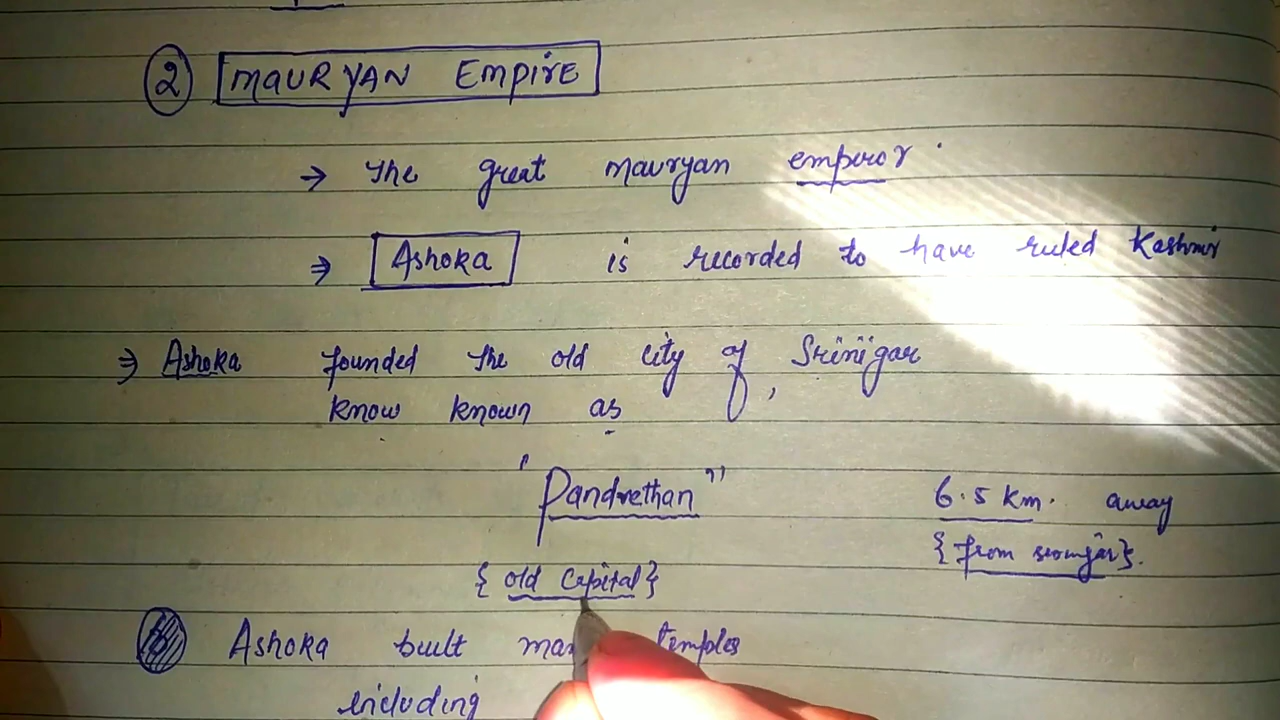 2 MAURYAN EMPIRE
→ The great mauryan emperor
⇒ Ashoka is recorded to have ruled Kashmir
⇒ Ashoka founded the old city of Srinigar,
know known as
"Pandrethan"
6.5 km. away
{from }.
{old Capital}
Ashoka built temples
including